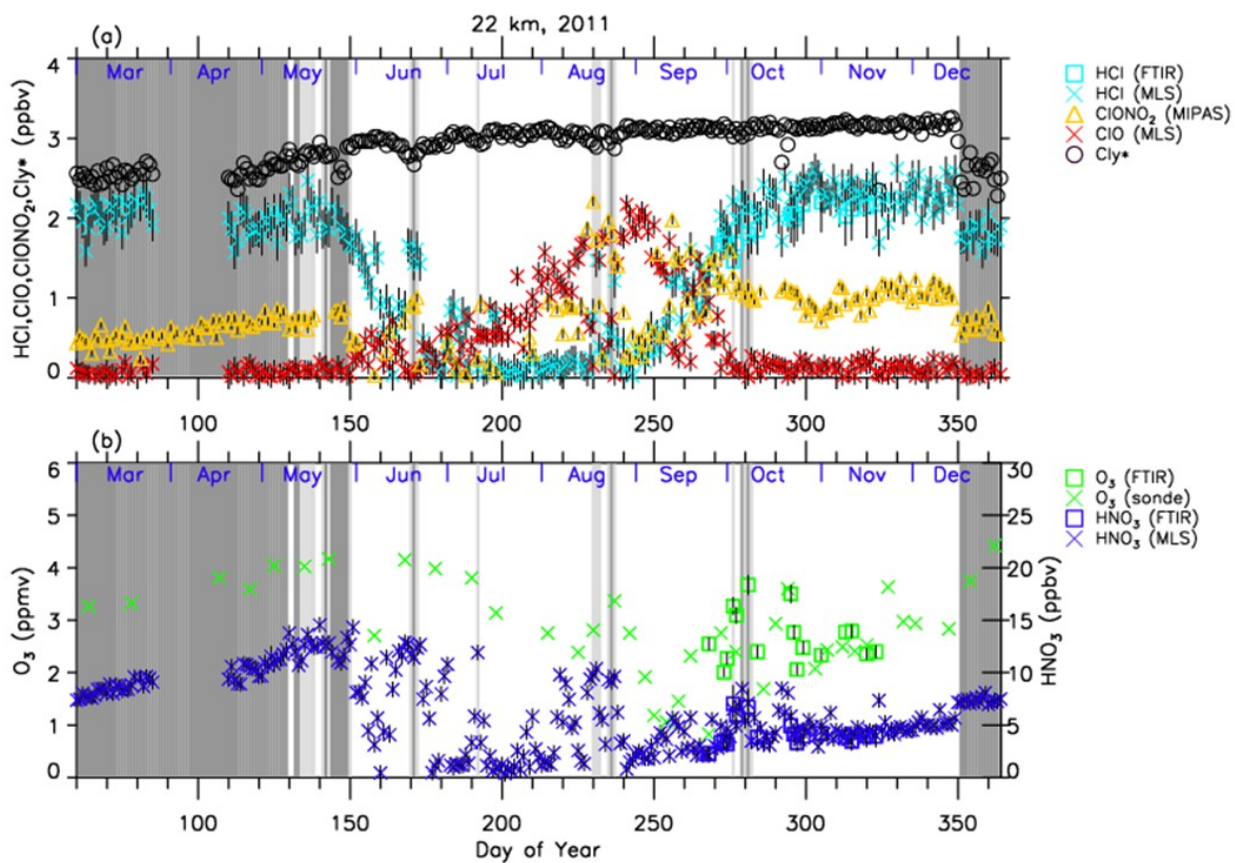 22 km, 2011
(a)
HCl,ClO,ClONO2,Cly* (ppbv)
4
3
2
1
0
Mar Apr May Jun Jul Aug Sep Oct Nov Dec
100 150 200 250 300 350
HCl (FTIR)
HCl (MLS)
ClONO2 (MIPAS)
ClO (MLS)
Cly*
(b)
O3 (ppmv)
6
5
4
3
2
1
0
Mar Apr May Jun Jul Aug Sep Oct Nov Dec
30
25
20
15
10
5
0
HNO3 (ppbv)
O3 (FTIR)
O3 (sonde)
HNO3 (FTIR)
HNO3 (MLS)
100 150 200 250 300 350
Day of Year